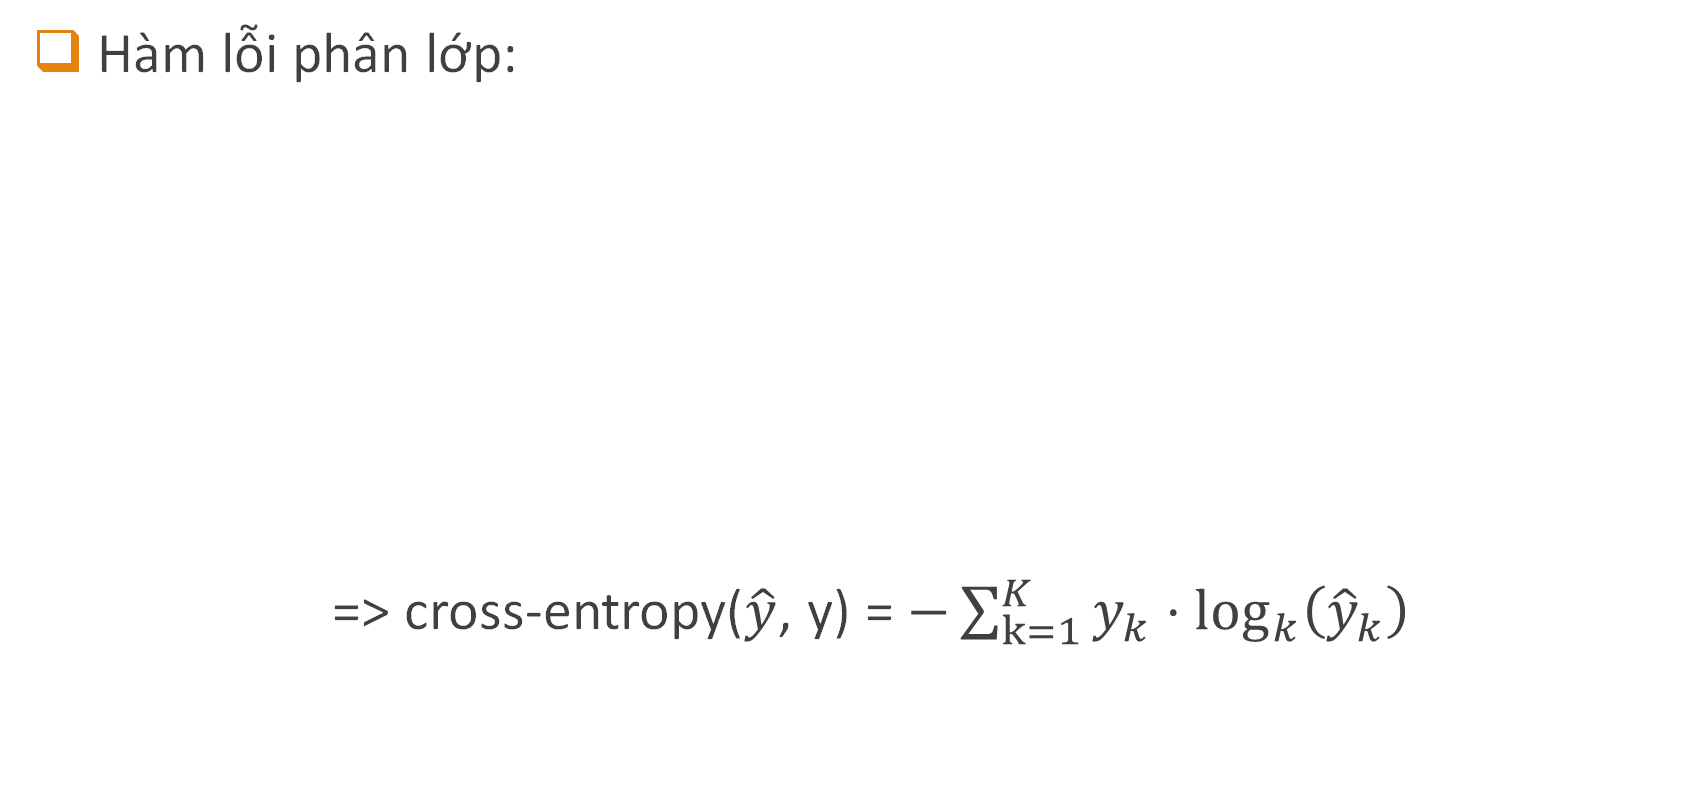 Hàm lỗi phân lớp:
=> cross-entropy(ŷ, y) = − ∑ₖ₌₁ᴷ yₖ · logₖ(ŷₖ)